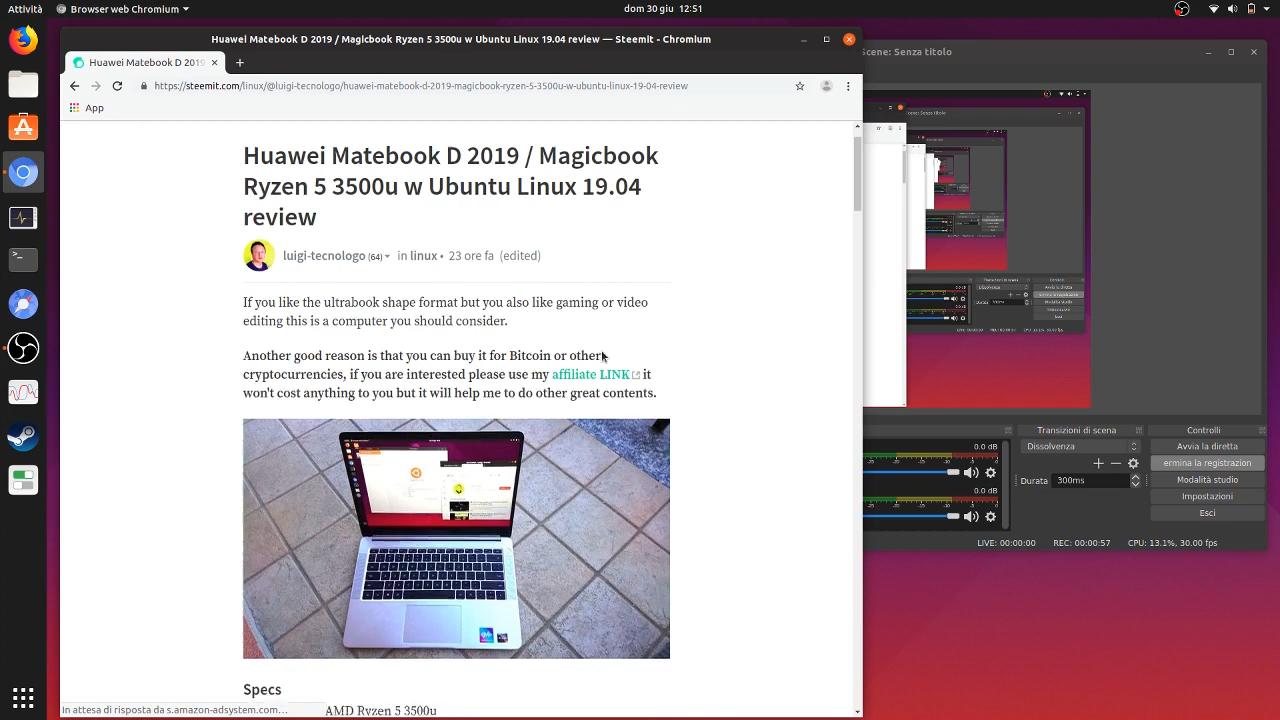 Attività
Browser web Chromium
dom 30 giu 12:51
Huawei Matebook D 2019 / Magicbook Ryzen 5 3500u w Ubuntu Linux 19.04 review — Steemit - Chromium
Scene: Senza titolo
Huawei Matebook D 2019
https://steemit.com/linux/@luigi-tecnologo/huawei-matebook-d-2019-magicbook-ryzen-5-3500u-w-ubuntu-linux-19-04-review
App
Huawei Matebook D 2019 / Magicbook
Ryzen 5 3500u w Ubuntu Linux 19.04
review
luigi-tecnologo (64) in linux • 23 ore fa (edited)
If you like the ultrabook shape format but you also like gaming or video
editing this is a computer you should consider.
Another good reason is that you can buy it for Bitcoin or other
cryptocurrencies, if you are interested please use my affiliate LINK it
won't cost anything to you but it will help me to do other great contents.
Specs
AMD Ryzen 5 3500u
In attesa di risposta da s.amazon-adsystem.com…
Transizioni di scena
Controlli
0.0 dB
Dissolvenza
Avvia la diretta
ermina la registrazion
Durata 300ms
Modalità studio
0.0 dB
Impostazioni
Esci
LIVE: 00:00:00
REC: 00:00:57
CPU: 13.1%, 30.00 fps